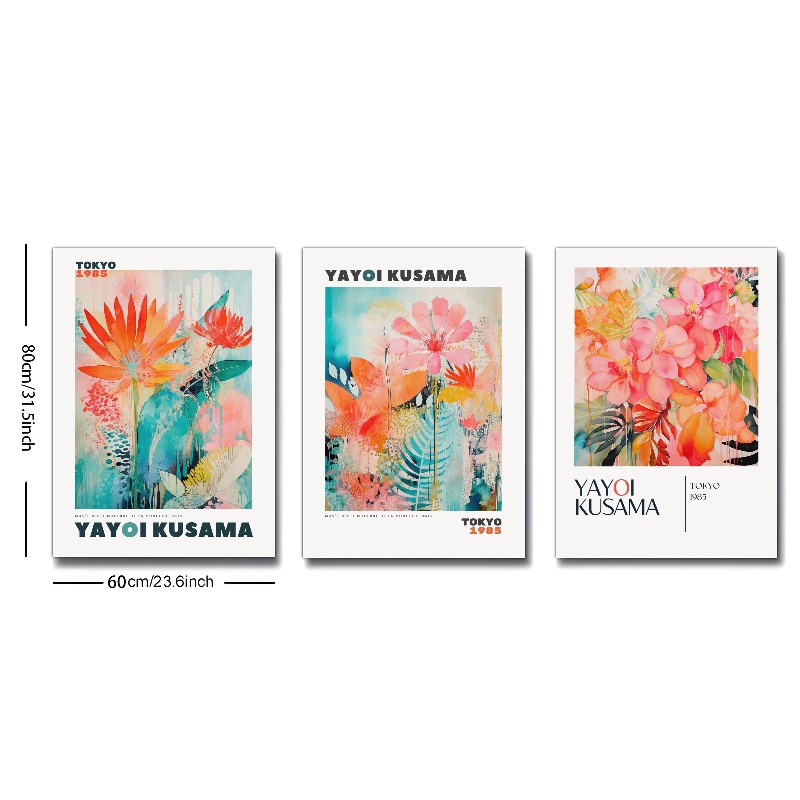 80cm/31.5inch
TOKYO
1985
YAYOI KUSAMA
60cm/23.6inch
YAYOI KUSAMA
TOKYO
1985
YAYOI
KUSAMA
TOKYO
1985